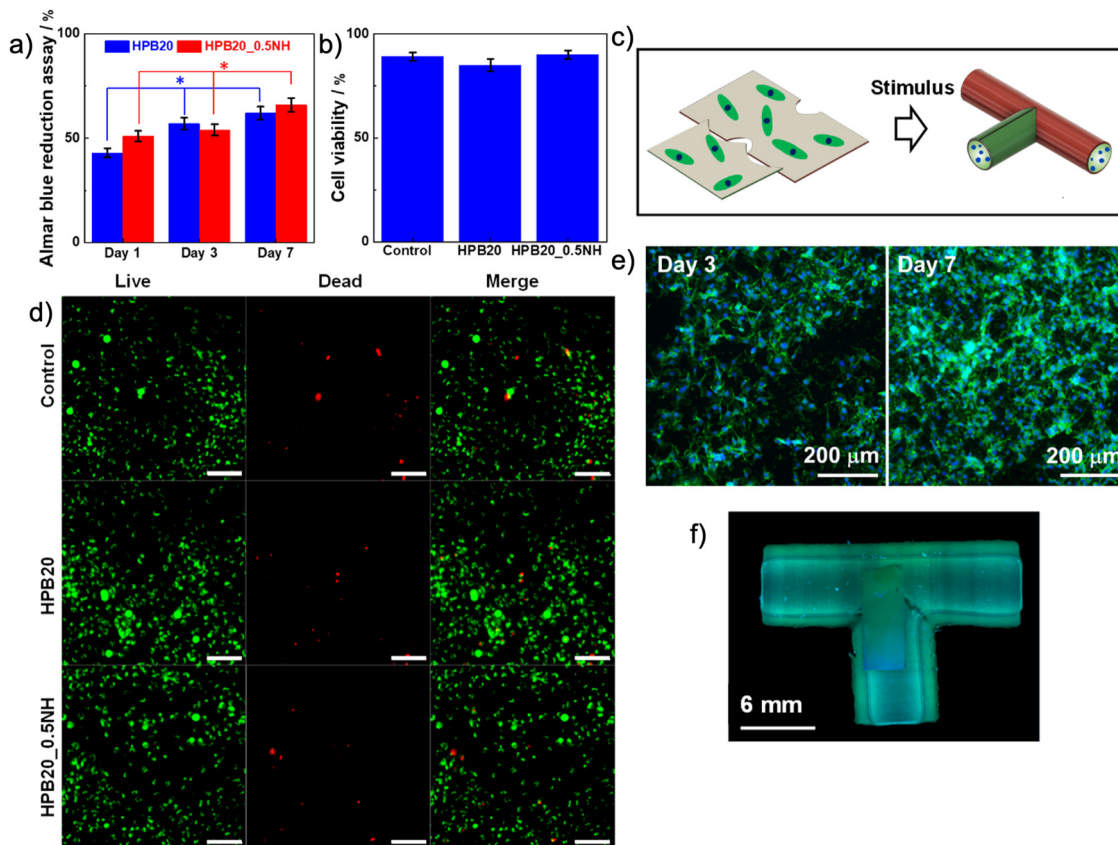 a)
Almar blue reduction assay / %
100
50
0
HPB20
HPB20_0.5NH
*
*
Day 1
Day 3
Day 7
b)
Cell viability / %
100
50
0
Control
HPB20
HPB20_0.5NH
c)
Stimulus
d)
Live
Dead
Merge
Control
HPB20
HPB20_0.5NH
e)
Day 3
200 μm
Day 7
200 μm
f)
6 mm